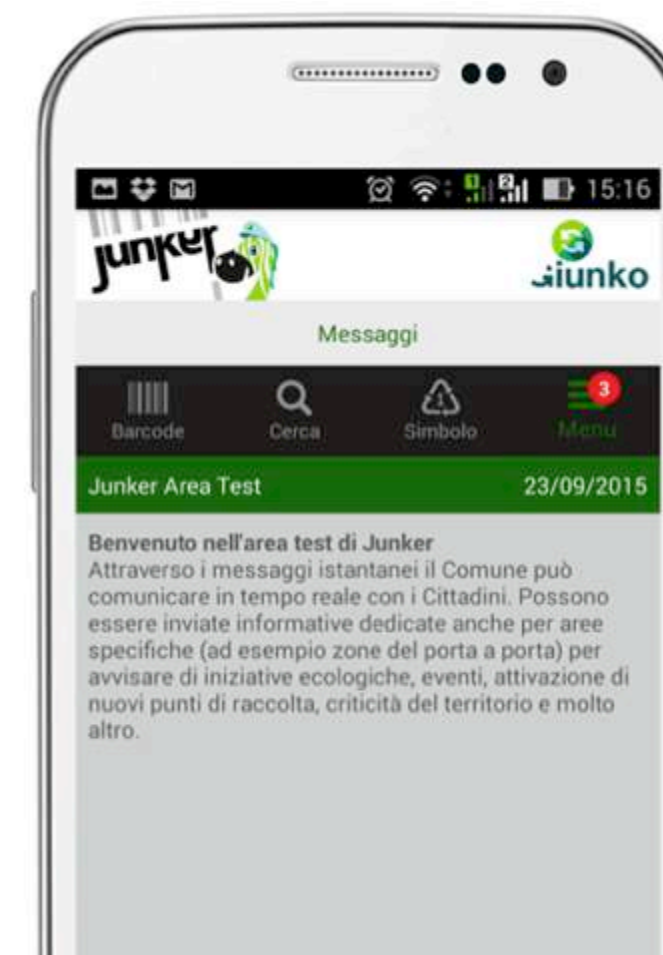 15:16
junker
Giunko
Messaggi
3
Barcode
Cerca
Simbolo
Menu
Junker Area Test
23/09/2015
Benvenuto nell'area test di Junker
Attraverso i messaggi istantanei il Comune può
comunicare in tempo reale con i Cittadini. Possono
essere inviate informative dedicate anche per aree
specifiche (ad esempio zone del porta a porta) per
avvisare di iniziative ecologiche, eventi, attivazione di
nuovi punti di raccolta, criticità del territorio e molto
altro.